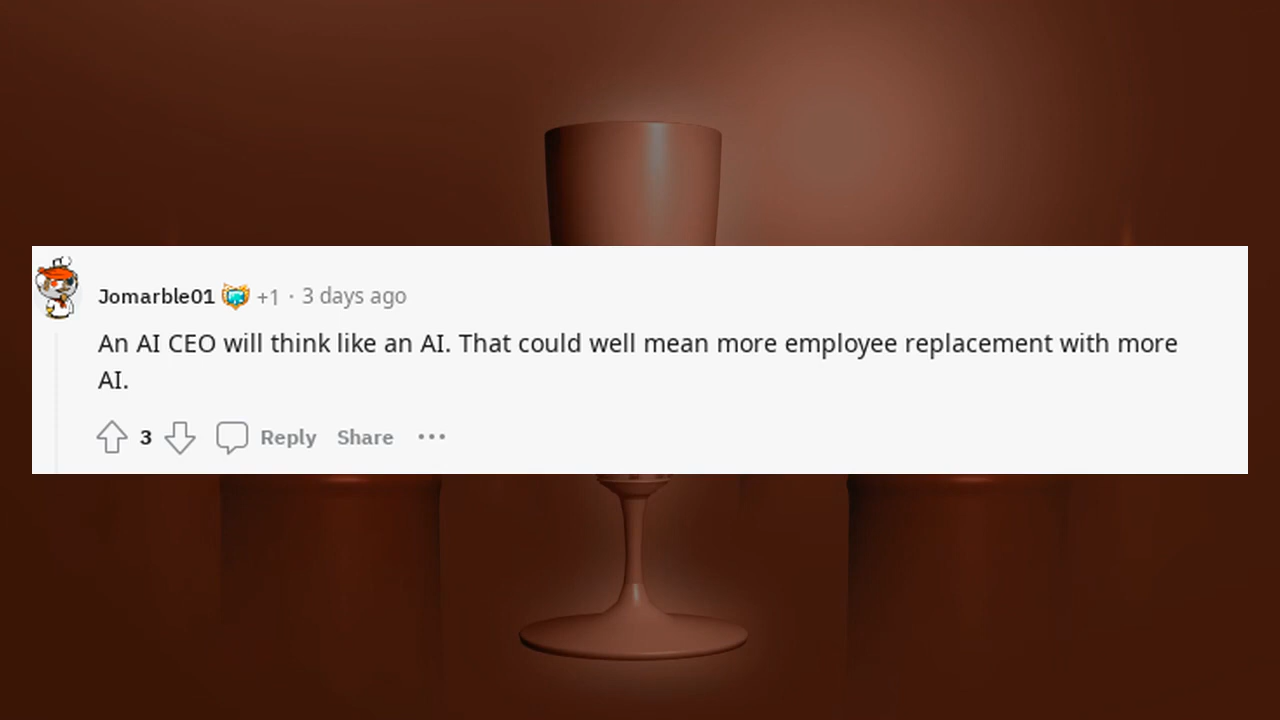 Jomarble01 +1 · 3 days ago
An AI CEO will think like an AI. That could well mean more employee replacement with more
AI.
3 Reply Share ···